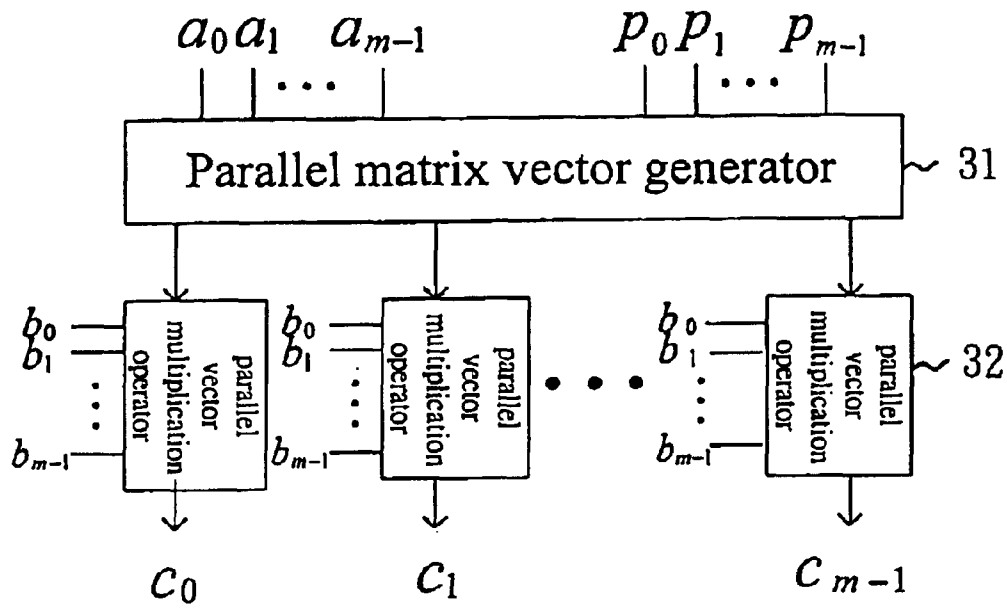 a₀ a₁ ... aₘ₋₁ p₀ p₁ ... pₘ₋₁
Parallel matrix vector generator 31
b₀
b₁
⋮
bₘ₋₁
parallel
vector
multiplication
operator
b₀
b₁
⋮
bₘ₋₁
parallel
vector
multiplication
operator
• • •
b₀
b₁
⋮
bₘ₋₁
parallel
vector
multiplication
operator
32
c₀ c₁ cₘ₋₁